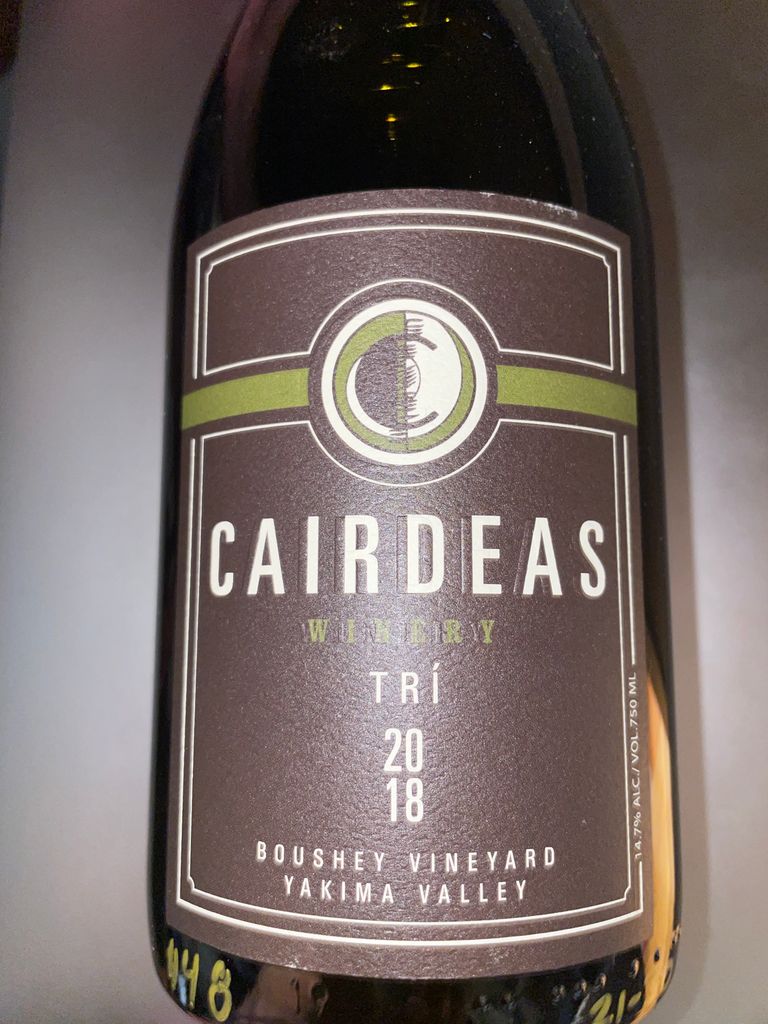 CAIRDEAS
WINERY
TRÍ
20
18
BOUSHEY VINEYARD
YAKIMA VALLEY
14.7% ALC./ VOL.750 ML